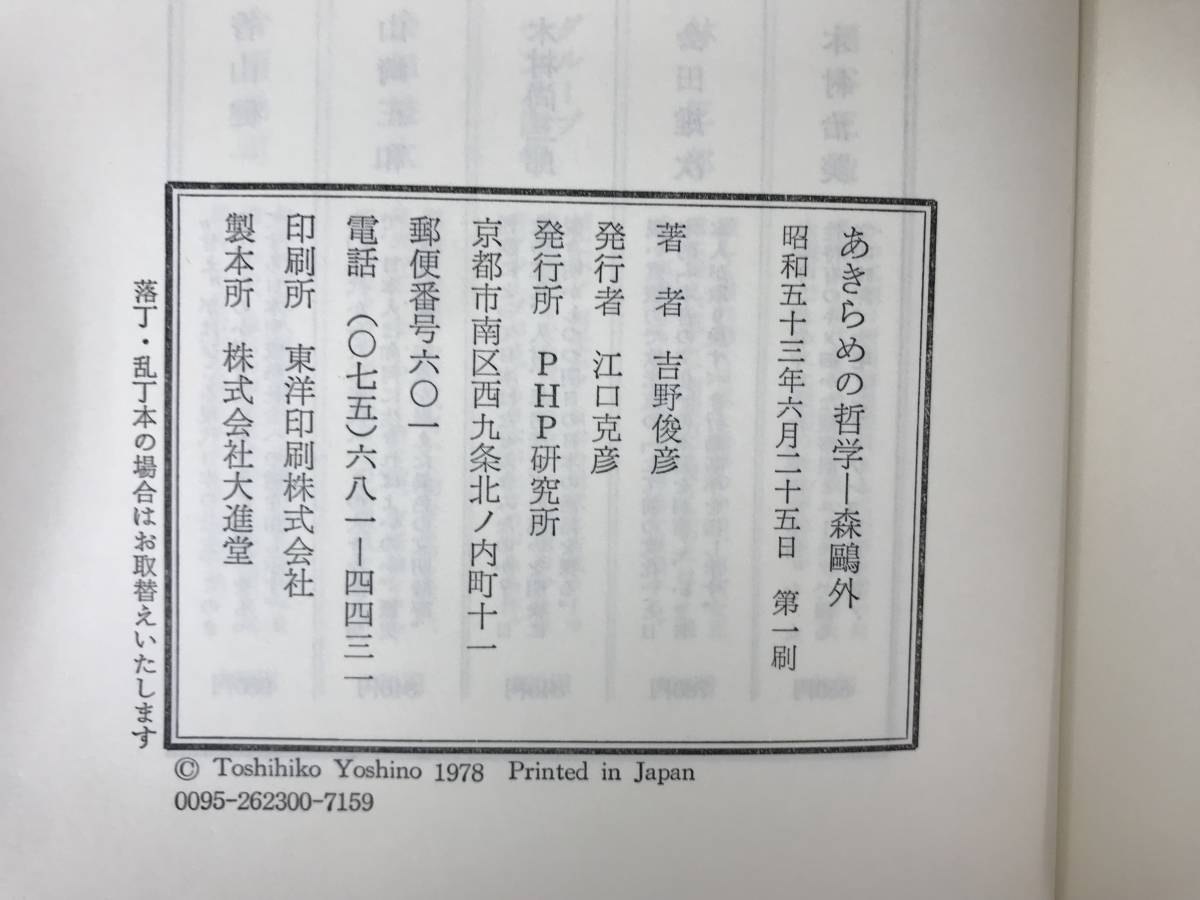 あきらめの哲学―森鷗外
昭和五十三年六月二十五日　第一刷
著　者　吉野俊彦
発行者　江口克彦
発行所　PHP研究所
京都市南区西九条北ノ内町十一
郵便番号六〇一
電話（〇七五）六八一―四四三一
印刷所　東洋印刷株式会社
製本所　株式会社大進堂
落丁・乱丁本の場合はお取替えいたします
© Toshihiko Yoshino 1978 Printed in Japan
0095-262300-7159